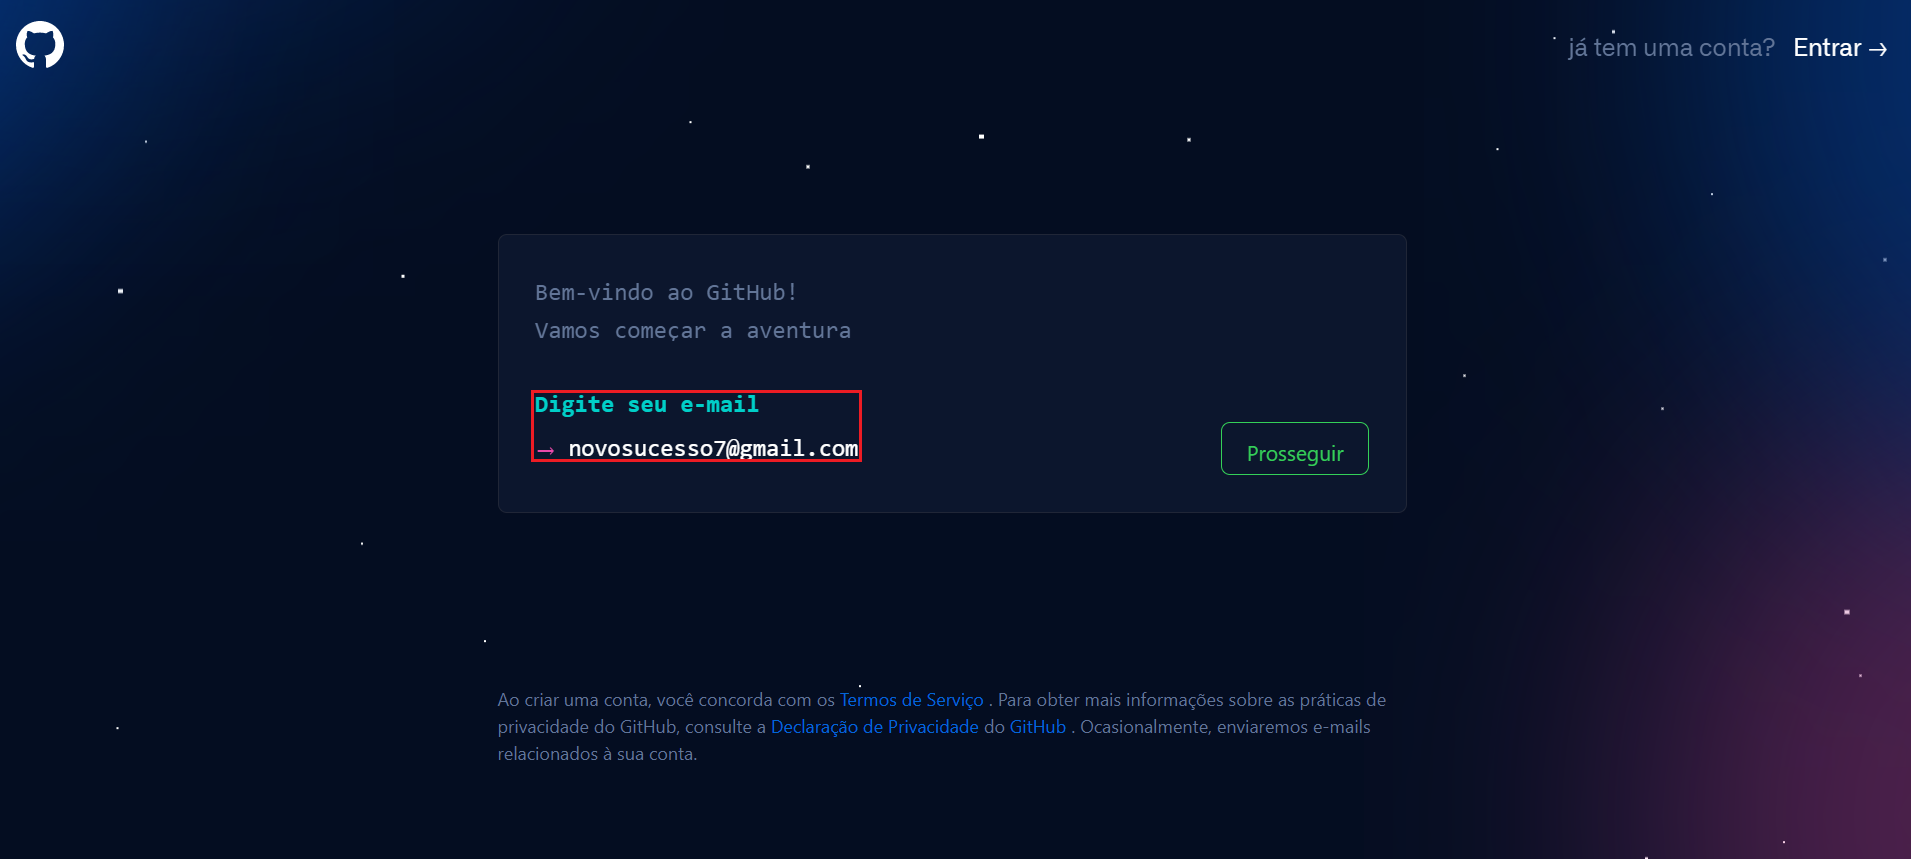 já tem uma conta? Entrar →
Bem-vindo ao GitHub!
Vamos começar a aventura
Digite seu e-mail
→ novosucesso7@gmail.com
Prosseguir
Ao criar uma conta, você concorda com os Termos de Serviço . Para obter mais informações sobre as práticas de
privacidade do GitHub, consulte a Declaração de Privacidade do GitHub . Ocasionalmente, enviaremos e-mails
relacionados à sua conta.